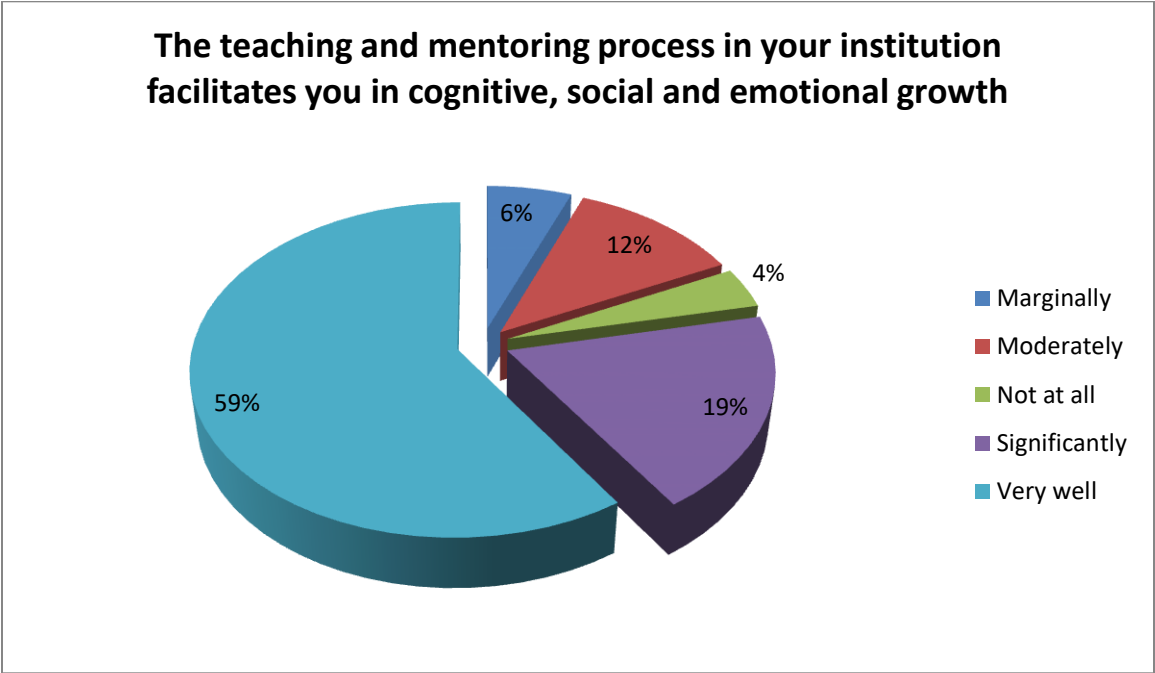 The teaching and mentoring process in your institution
facilitates you in cognitive, social and emotional growth
6%
12%
4%
19%
59%
Marginally
Moderately
Not at all
Significantly
Very well